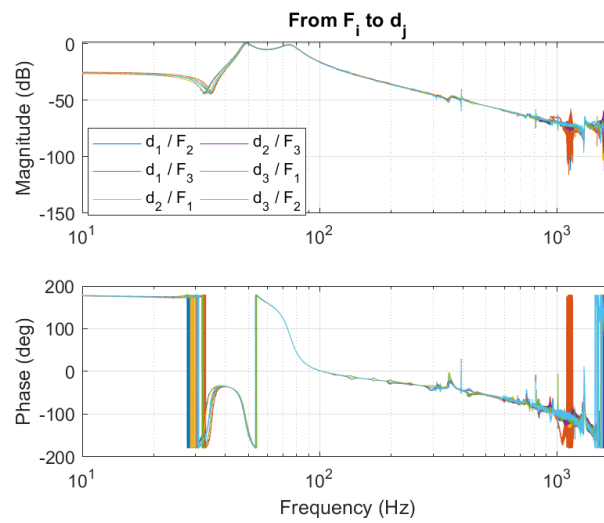 From F_i to d_j
0
-50
-100
-150
Magnitude (dB)
d_1 / F_2
d_2 / F_3
d_1 / F_3
d_3 / F_1
d_2 / F_1
d_3 / F_2
10^1
10^2
10^3
200
100
0
-100
-200
Phase (deg)
10^1
10^2
10^3
Frequency (Hz)